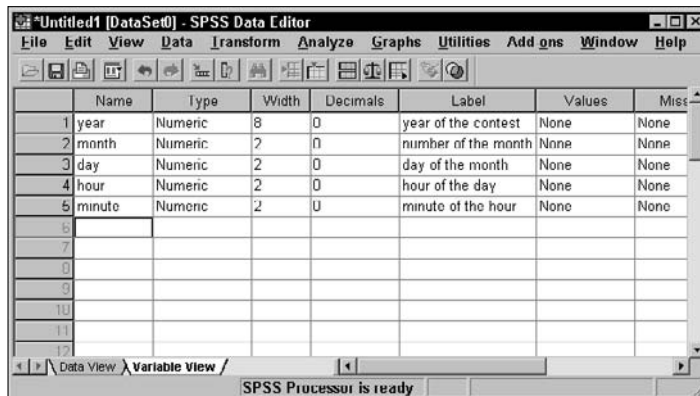 *Untitled1 [DataSet0] - SPSS Data Editor
File Edit View Data Transform Analyze Graphs Utilities Add ons Window Help
Name Type Width Decimals Label Values Miss
1 year Numeric 8 0 year of the contest None None
2 month Numeric 2 0 number of the month None None
3 day Numeric 2 0 day of the month None None
4 hour Numeric 2 0 hour of the day None None
5 minute Numeric 2 0 minute of the hour None None
6
7
8
9
10
11
12
Data View Variable View
SPSS Processor is ready